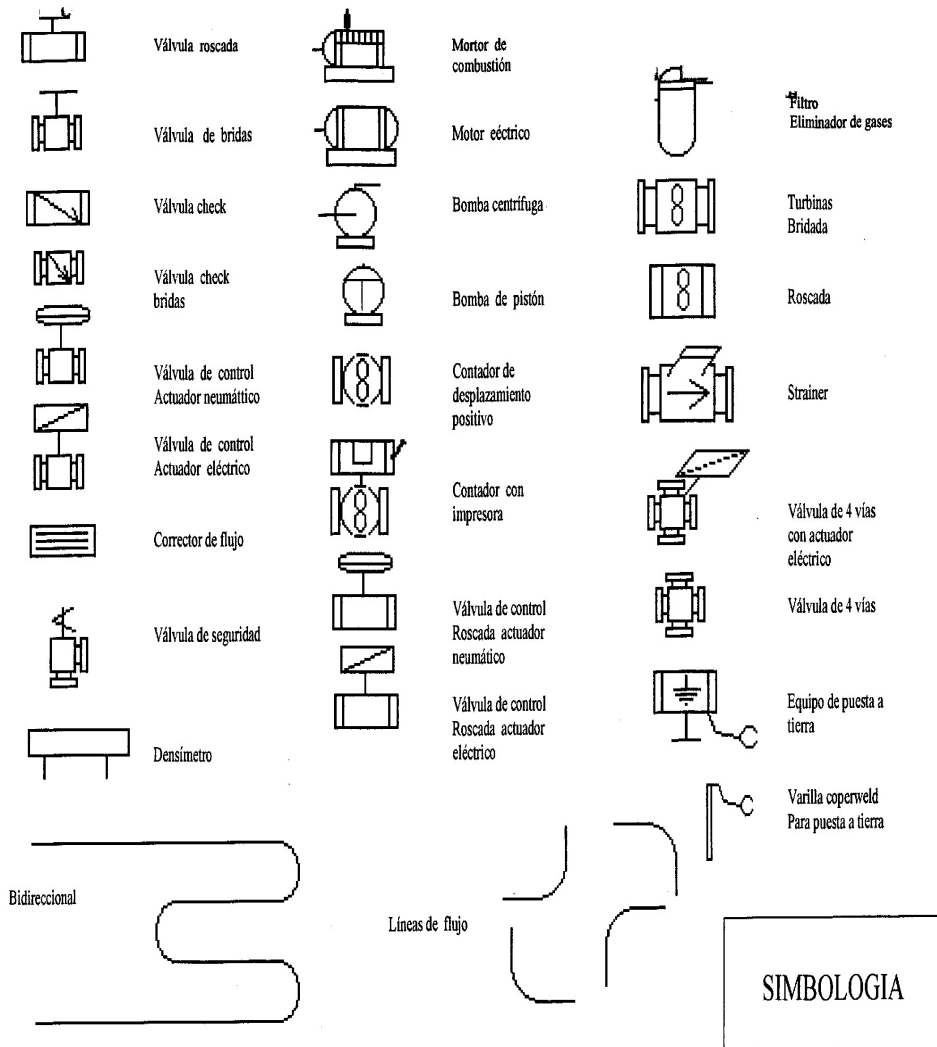 Válvula roscada
Válvula de bridas
Válvula check
Válvula check
bridas
Válvula de control
Actuador neumáttico
Válvula de control
Actuador eléctrico
Corrector de flujo
Válvula de seguridad
Densímetro
Mortor de
combustión
Motor eéctrico
Bomba centrífuga
Bomba de pistón
Contador de
desplazamiento
positivo
Contador con
impresora
Válvula de control
Roscada actuador
neumático
Válvula de control
Roscada actuador
eléctrico
Filtro
Eliminador de gases
Turbinas
Bridada
Roscada
Strainer
Válvula de 4 vías
con actuador
eléctrico
Válvula de 4 vías
Equipo de puesta a
tierra
Varilla coperweld
Para puesta a tierra
Bidireccional
Líneas de flujo
SIMBOLOGIA